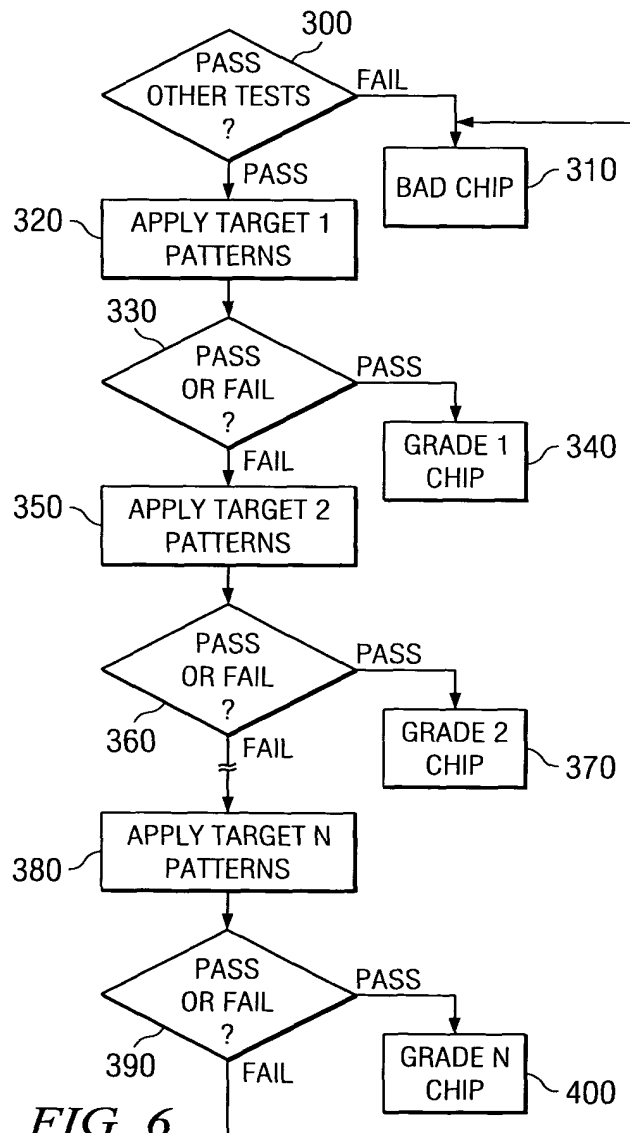 300
PASS
OTHER TESTS
?
FAIL
PASS
BAD CHIP
310
320
APPLY TARGET 1
PATTERNS
330
PASS
OR FAIL
?
PASS
FAIL
GRADE 1
CHIP
340
350
APPLY TARGET 2
PATTERNS
PASS
OR FAIL
?
PASS
360
FAIL
GRADE 2
CHIP
370
380
APPLY TARGET N
PATTERNS
PASS
OR FAIL
?
PASS
390
FAIL
GRADE N
CHIP
400
FIG. 6